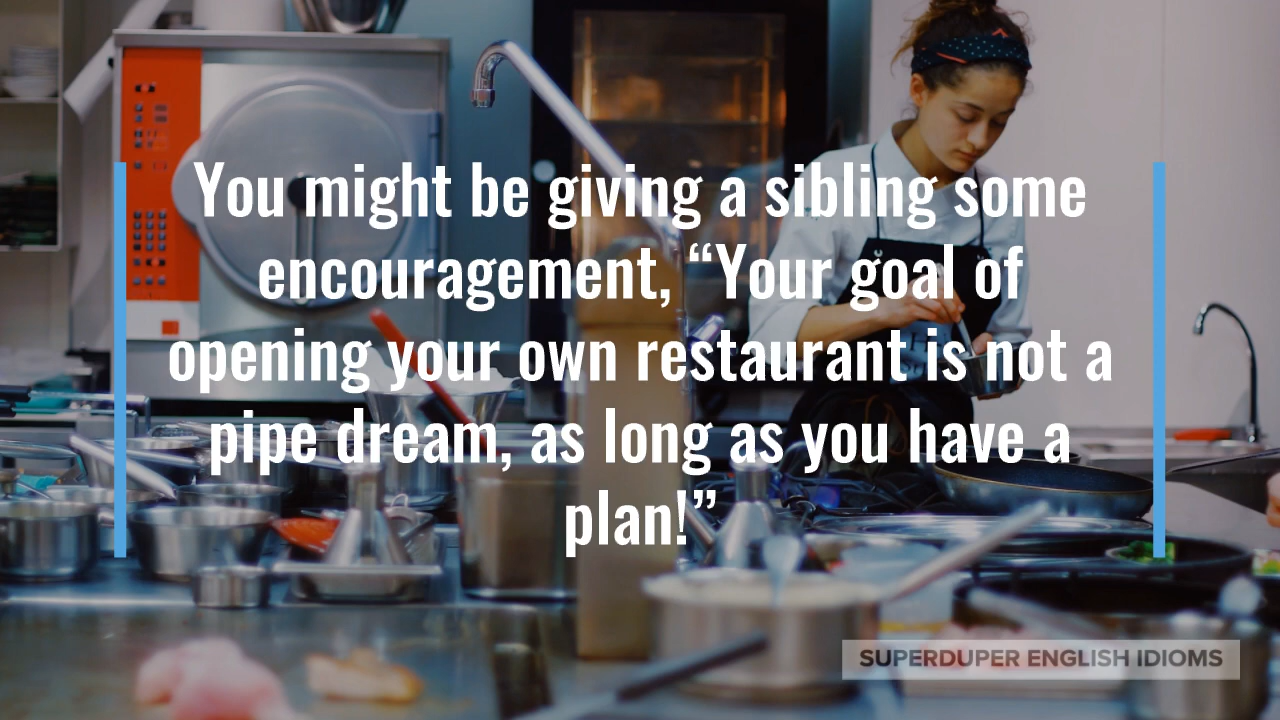 You might be giving a sibling some
encouragement, “Your goal of
opening your own restaurant is not a
pipe dream, as long as you have a
plan!”
SUPERDUPER ENGLISH IDIOMS